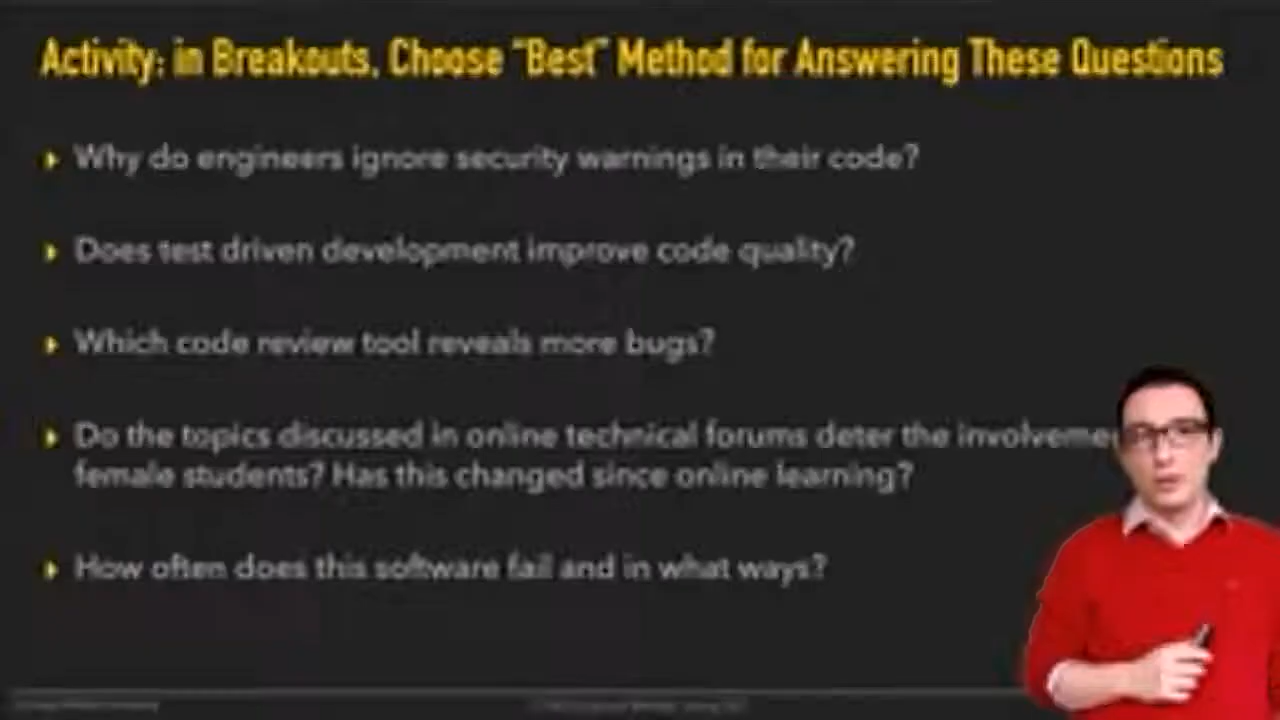 Activity: in Breakouts, Choose "Best" Method for Answering These Questions
Why do engineers ignore security warnings in their code?
Does test driven development improve code quality?
Which code review tool reveals more bugs?
Do the topics discussed in online technical forums deter the involveme
female students? Has this changed since online learning?
How often does this software fail and in what ways?